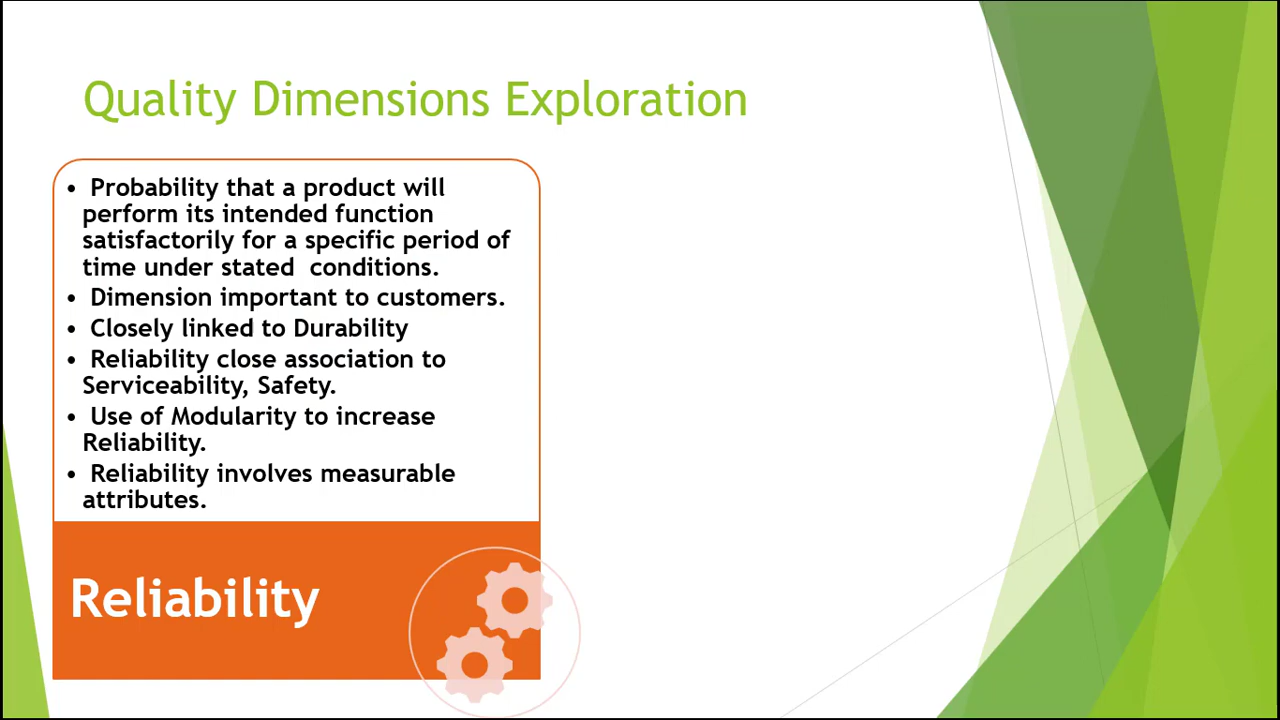 Quality Dimensions Exploration
• Probability that a product will
perform its intended function
satisfactorily for a specific period of
time under stated  conditions.
• Dimension important to customers.
• Closely linked to Durability
• Reliability close association to
Serviceability, Safety.
• Use of Modularity to increase
Reliability.
• Reliability involves measurable
attributes.
Reliability